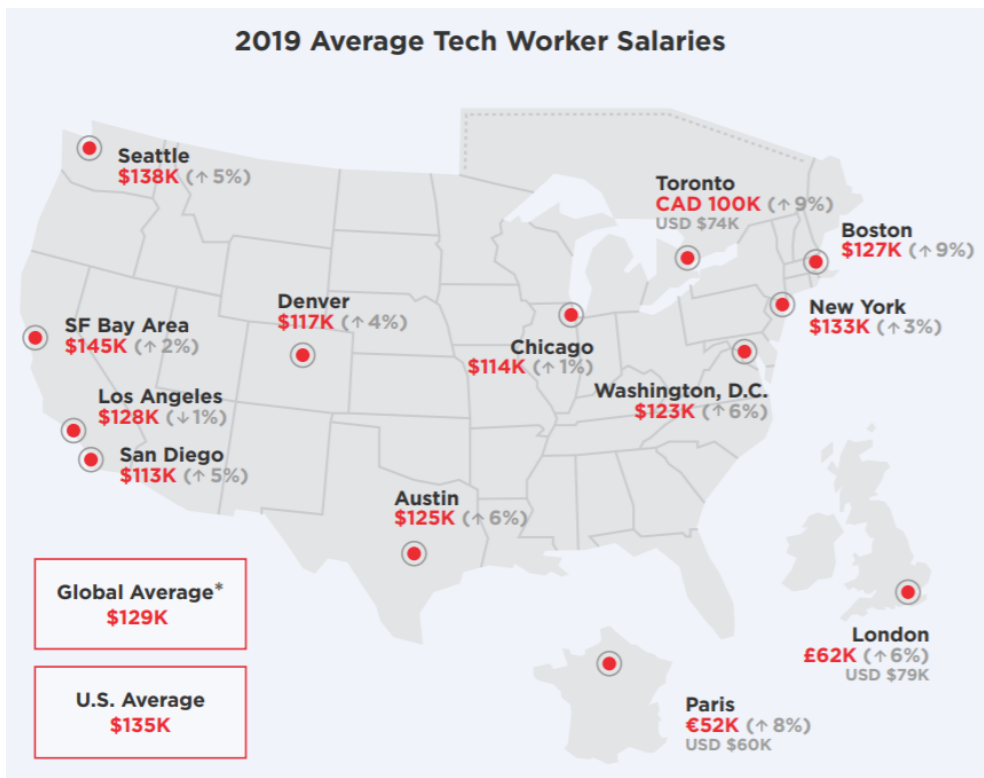 2019 Average Tech Worker Salaries
Seattle
$138K (↑ 5%)
Toronto
CAD 100K (↑ 9%)
USD $74K
Boston
$127K (↑ 9%)
Denver
$117K (↑ 4%)
New York
$133K (↑ 3%)
SF Bay Area
$145K (↑ 2%)
Chicago
$114K (↑ 1%)
Washington, D.C.
$123K (↑ 6%)
Los Angeles
$128K (↓ 1%)
San Diego
$113K (↑ 5%)
Austin
$125K (↑ 6%)
Global Average*
$129K
London
£62K (↑ 6%)
USD $79K
U.S. Average
$135K
Paris
€52K (↑ 8%)
USD $60K